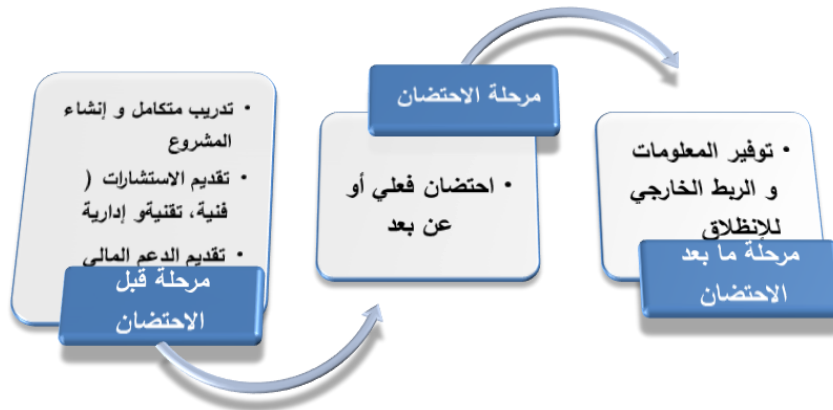 • تدريب متكامل و إنشاء
المشروع
• تقديم الاستشارات (
فنية، تقنيةو إدارية
• تقديم الدعم المالي
مرحلة قبل
الاحتضان
مرحلة الاحتضان
• احتضان فعلي أو
عن بعد
• توفير المعلومات
و الربط الخارجي
للإنظلاق
مرحلة ما بعد
الاحتضان